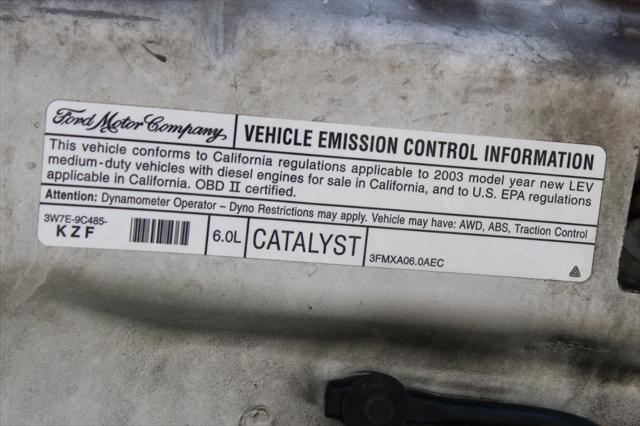 Ford Motor Company
VEHICLE EMISSION CONTROL INFORMATION
This vehicle conforms to California regulations applicable to 2003 model year new LEV
medium-duty vehicles with diesel engines for sale in California, and to U.S. EPA regulations
applicable in California. OBD II certified.
Attention: Dynamometer Operator – Dyno Restrictions may apply. Vehicle may have: AWD, ABS, Traction Control
3W7E-9C485-
KZF
6.0L
CATALYST
3FMXA06.0AEC